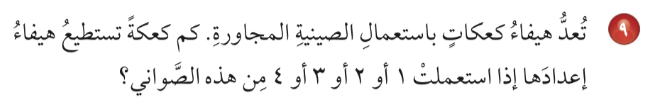 ٩ تُعدُّ هيفاءُ كعكاتٍ باستعمالِ الصينيةِ المجاورةِ. كم كعكةً تستطيعُ هيفاءُ
إعدادَها إذا استعملتْ ١ أو ٢ أو ٣ أو ٤ مِن هذه الصَّواني؟